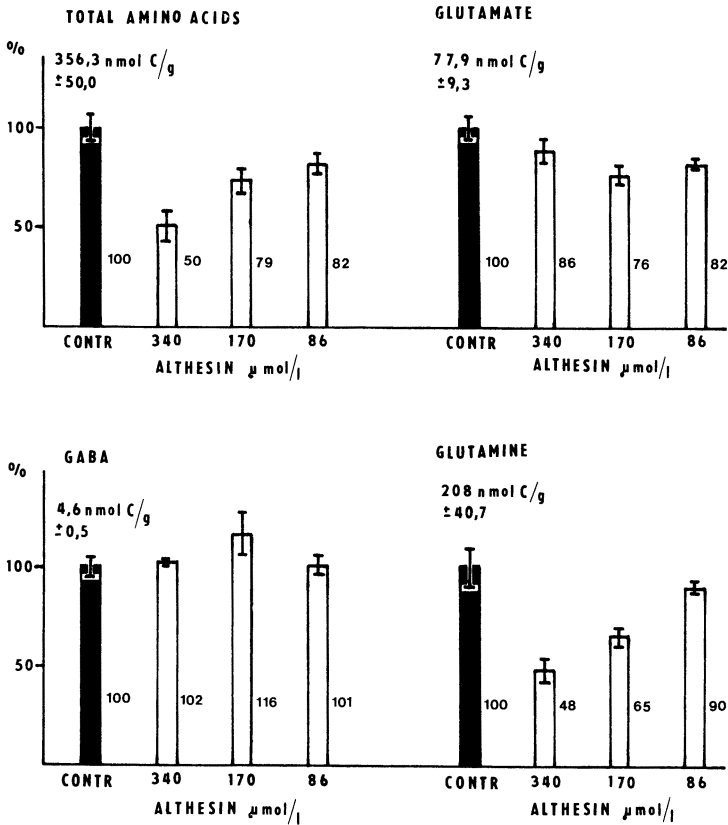 TOTAL AMINO ACIDS
%
356,3 nmol C/g
±50,0
100
50
100
50
79
82
CONTR 340 170 86
ALTHESIN µmol/l
GLUTAMATE
77,9 nmol C/g
±9,3
100
86
76
82
CONTR 340 170 86
ALTHESIN µmol/l
GABA
%
4,6 nmol C/g
±0,5
100
50
100
102
116
101
CONTR 340 170 86
ALTHESIN µmol/l
GLUTAMINE
208 nmol C/g
±40,7
100
48
65
90
CONTR 340 170 86
ALTHESIN µmol/l